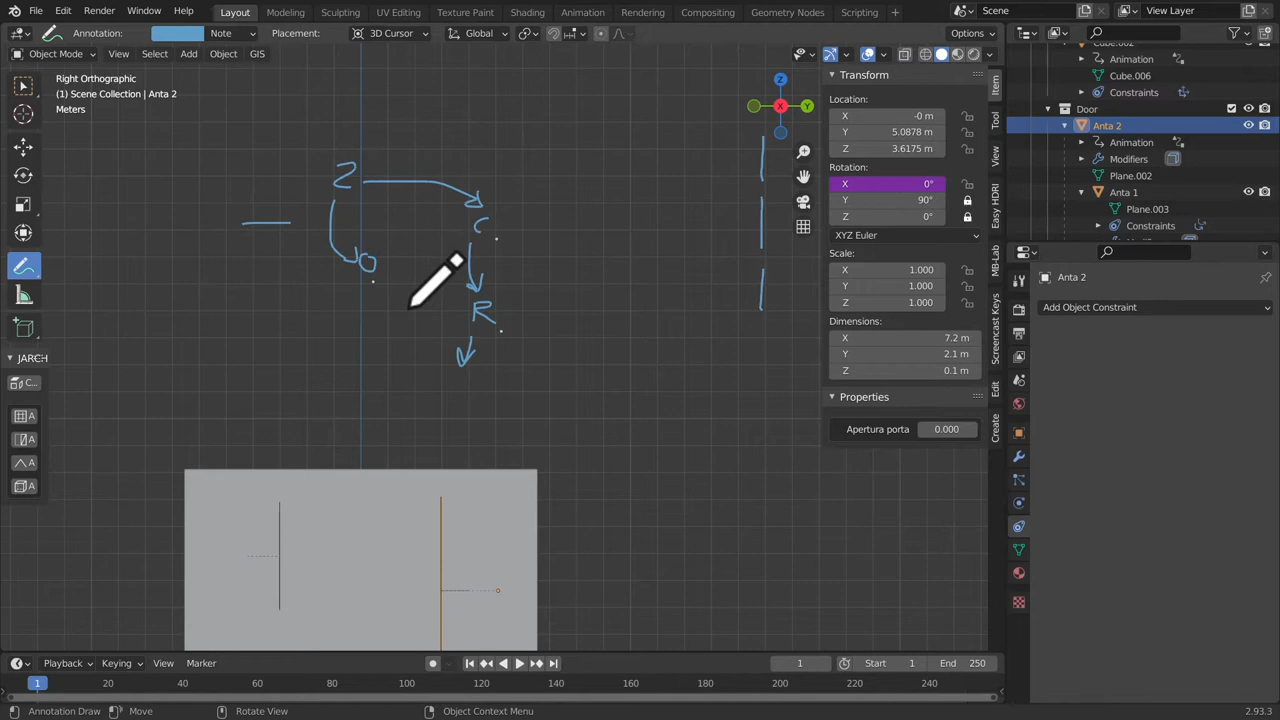 File Edit Render Window Help Layout Modeling Sculpting UV Editing Texture Paint Shading Animation Rendering Compositing Geometry Nodes Scripting + Scene View Layer
Annotation: Note Placement: 3D Cursor Global Options
Object Mode View Select Add Object GIS
Right Orthographic
(1) Scene Collection | Anta 2
Meters
Z
Y
X
2
C
O
R
JARCH
C...
A
A
A
A
Transform
Location:
X -0 m
Y 5.0878 m
Z 3.6175 m
Rotation:
X 0°
Y 90°
Z 0°
XYZ Euler
Scale:
X 1.000
Y 1.000
Z 1.000
Dimensions:
X 7.2 m
Y 2.1 m
Z 0.1 m
Properties
Apertura porta 0.000
Item
Tool
View
Easy HDRI
MB-Lab
Screencast Keys
Edit
Create
Cube.002
Animation
Cube.006
Constraints
Door
Anta 2
Animation
Modifiers
Plane.002
Anta 1
Plane.003
Constraints
Anta 2
Add Object Constraint
Playback Keying View Marker 1 Start 1 End 250
1 20 40 60 80 100 120 140 160 180 200 220 240
Annotation Draw Move Rotate View Object Context Menu 2.93.3